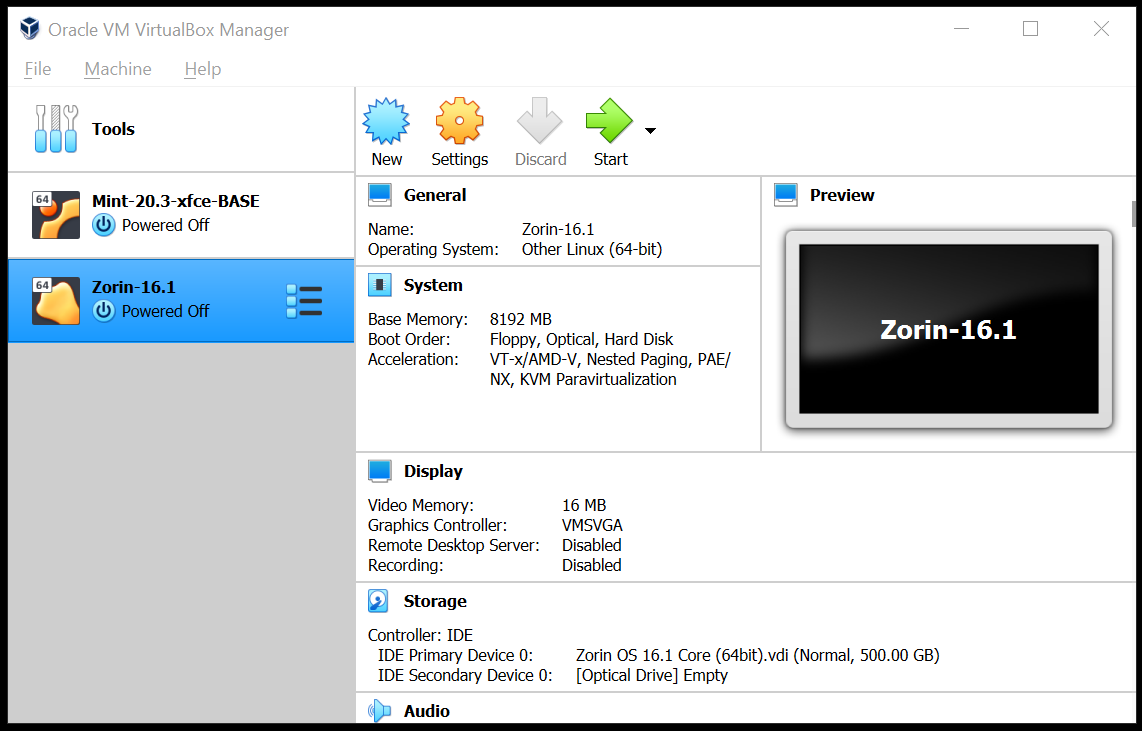 Oracle VM VirtualBox Manager
File Machine Help
Tools
New Settings Discard Start
64
Mint-20.3-xfce-BASE
Powered Off
64
Zorin-16.1
Powered Off
General
Name: Zorin-16.1
Operating System: Other Linux (64-bit)
System
Base Memory: 8192 MB
Boot Order: Floppy, Optical, Hard Disk
Acceleration: VT-x/AMD-V, Nested Paging, PAE/
NX, KVM Paravirtualization
Preview
Zorin-16.1
Display
Video Memory: 16 MB
Graphics Controller: VMSVGA
Remote Desktop Server: Disabled
Recording: Disabled
Storage
Controller: IDE
IDE Primary Device 0: Zorin OS 16.1 Core (64bit).vdi (Normal, 500.00 GB)
IDE Secondary Device 0: [Optical Drive] Empty
Audio